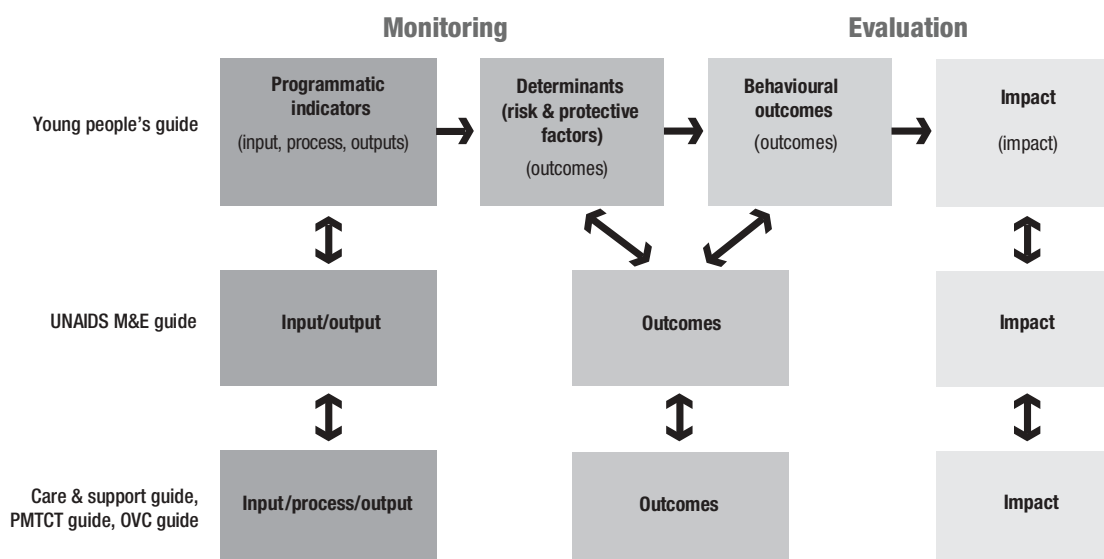 Monitoring
Evaluation
Young people’s guide
Programmatic
indicators
(input, process, outputs)
Determinants
(risk & protective
factors)
(outcomes)
Behavioural
outcomes
(outcomes)
Impact
(impact)
UNAIDS M&E guide
Input/output
Outcomes
Impact
Care & support guide,
PMTCT guide, OVC guide
Input/process/output
Outcomes
Impact